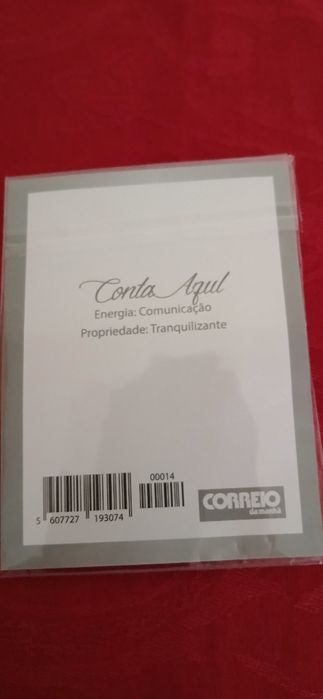 Conta Azul
Energia: Comunicação
Propriedade: Tranquilizante
00014
5 607727 193074
CORREIO
da manhã